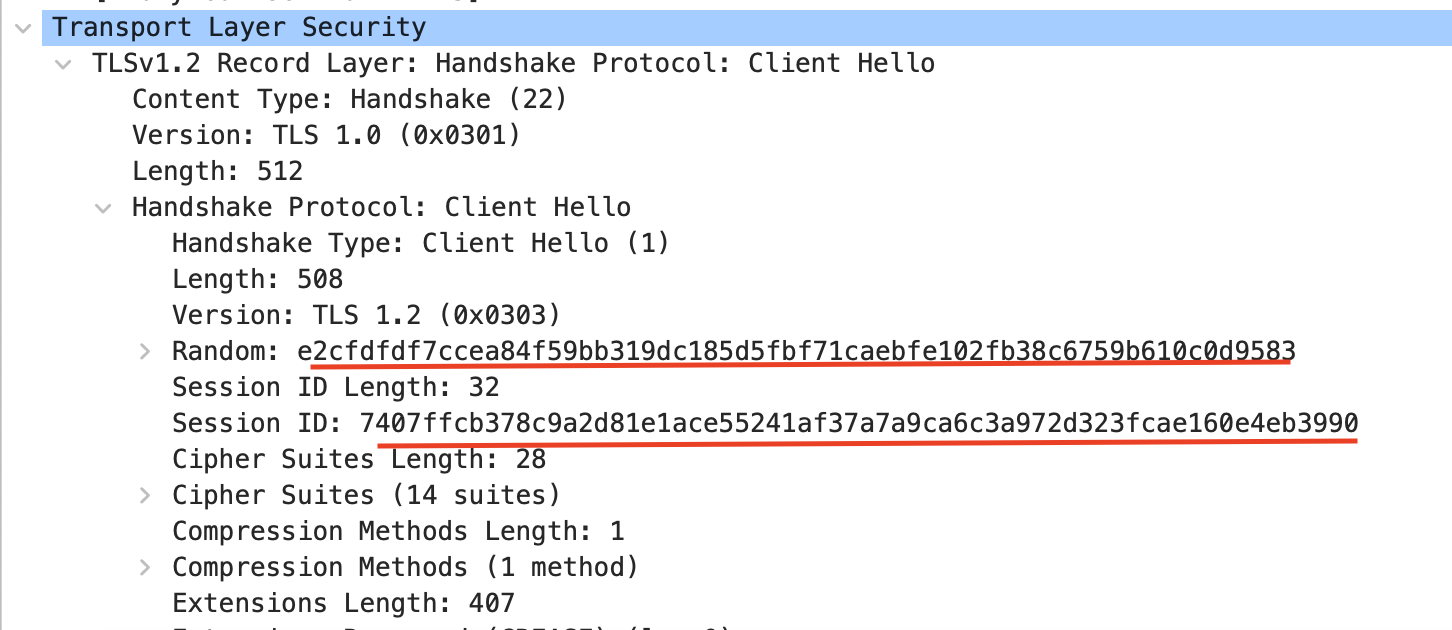 Transport Layer Security
TLSv1.2 Record Layer: Handshake Protocol: Client Hello
Content Type: Handshake (22)
Version: TLS 1.0 (0x0301)
Length: 512
Handshake Protocol: Client Hello
Handshake Type: Client Hello (1)
Length: 508
Version: TLS 1.2 (0x0303)
Random: e2cfdfdf7ccea84f59bb319dc185d5fbf71caebfe102fb38c6759b610c0d9583
Session ID Length: 32
Session ID: 7407ffcb378c9a2d81e1ace55241af37a7a9ca6c3a972d323fcae160e4eb3990
Cipher Suites Length: 28
Cipher Suites (14 suites)
Compression Methods Length: 1
Compression Methods (1 method)
Extensions Length: 407